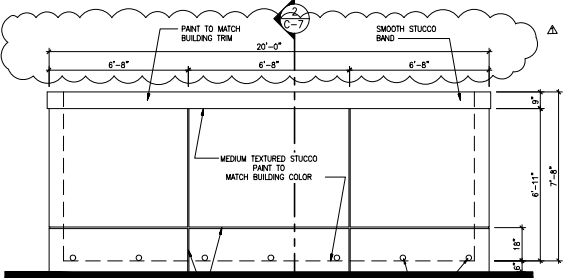 2
C-7
PAINT TO MATCH
BUILDING TRIM
SMOOTH STUCCO
BAND
20'-0"
6'-8"
6'-8"
6'-8"
9"
MEDIUM TEXTURED STUCCO
PAINT TO
MATCH BUILDING COLOR
6'-11"
7'-8"
18"
6"